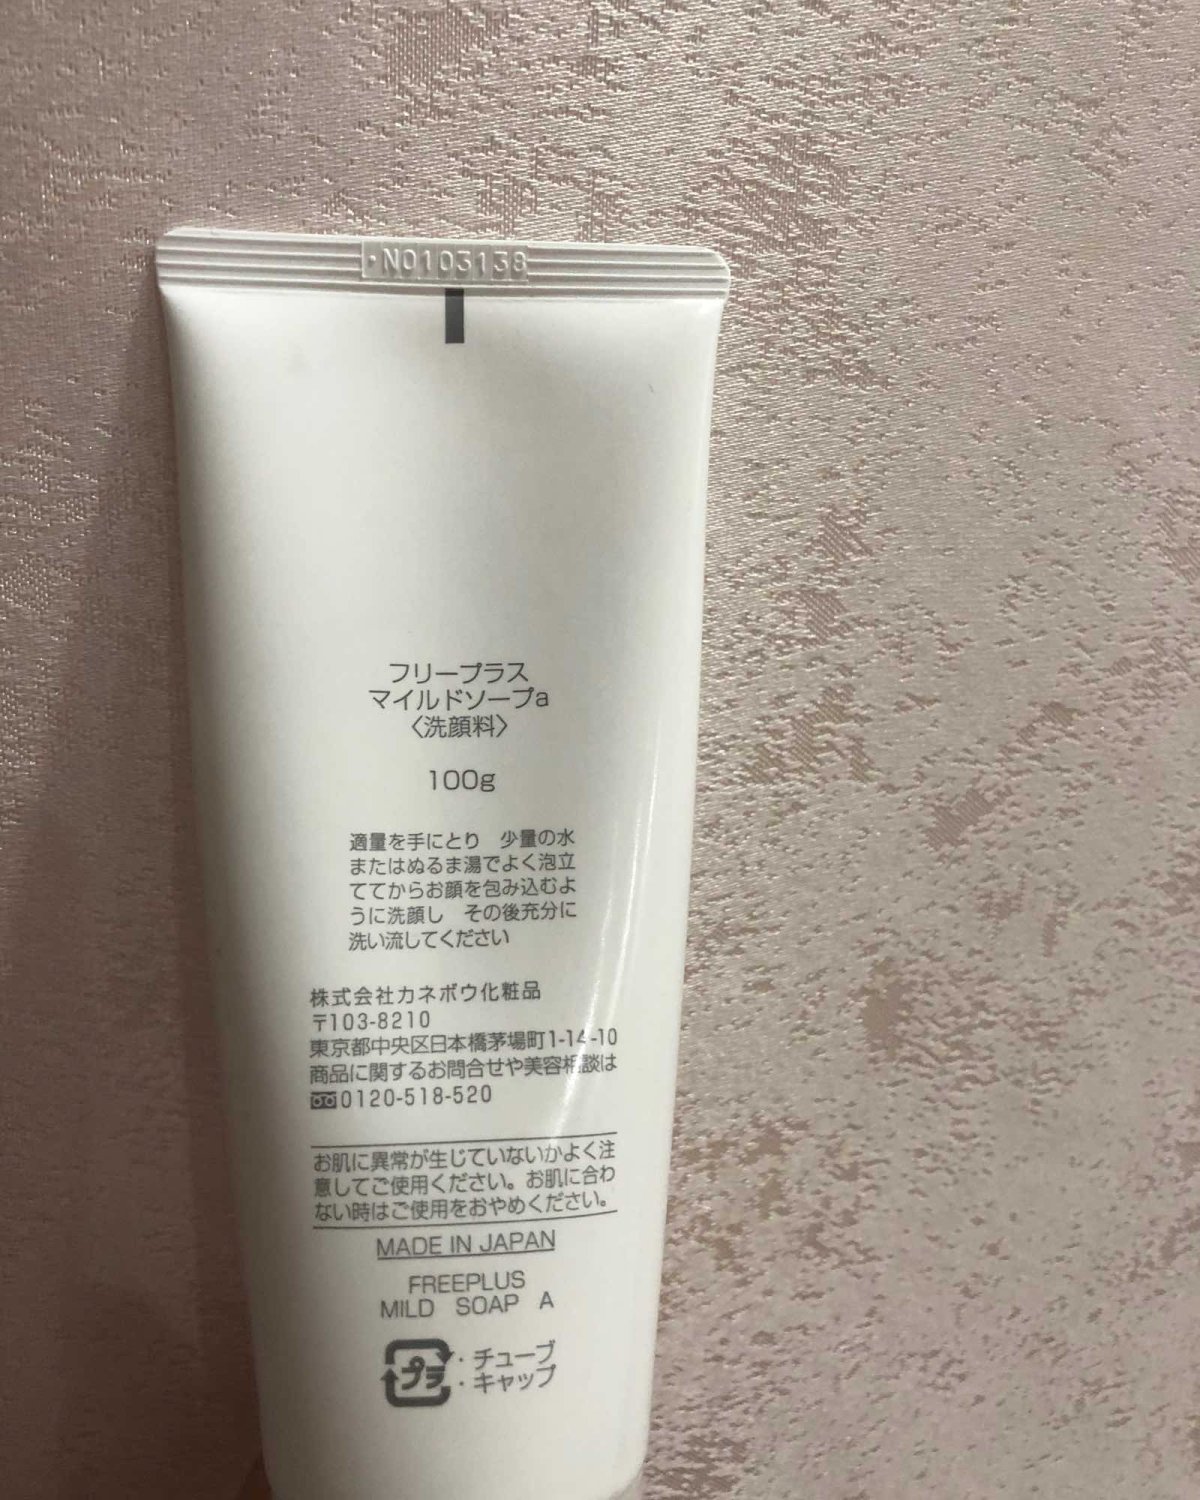 ·N0103138
フリープラス
マイルドソープa
〈洗顔料〉
100g
適量を手にとり　少量の水
またはぬるま湯でよく泡立
ててからお顔を包み込むよ
うに洗顔し　その後充分に
洗い流してください
株式会社カネボウ化粧品
〒103-8210
東京都中央区日本橋茅場町1-14-10
商品に関するお問合せや美容相談は
0120-518-520
お肌に異常が生じていないかよく注
意してご使用ください。お肌に合わ
ない時はご使用をおやめください。
MADE IN JAPAN
FREEPLUS
MILD SOAP A
プラ ・チューブ
・キャップ